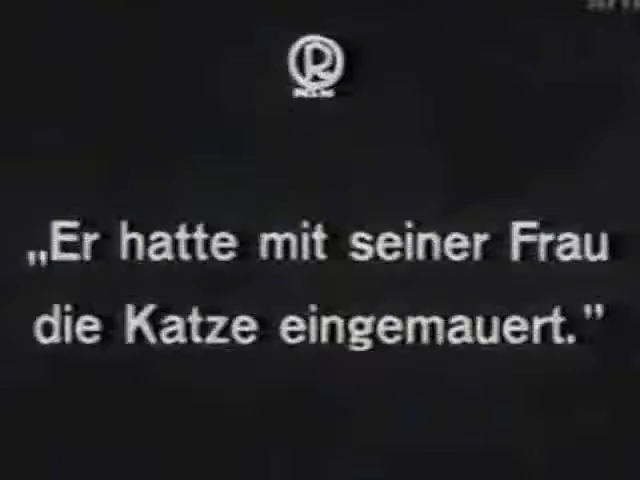 R
„Er hatte mit seiner Frau
die Katze eingemauert.”